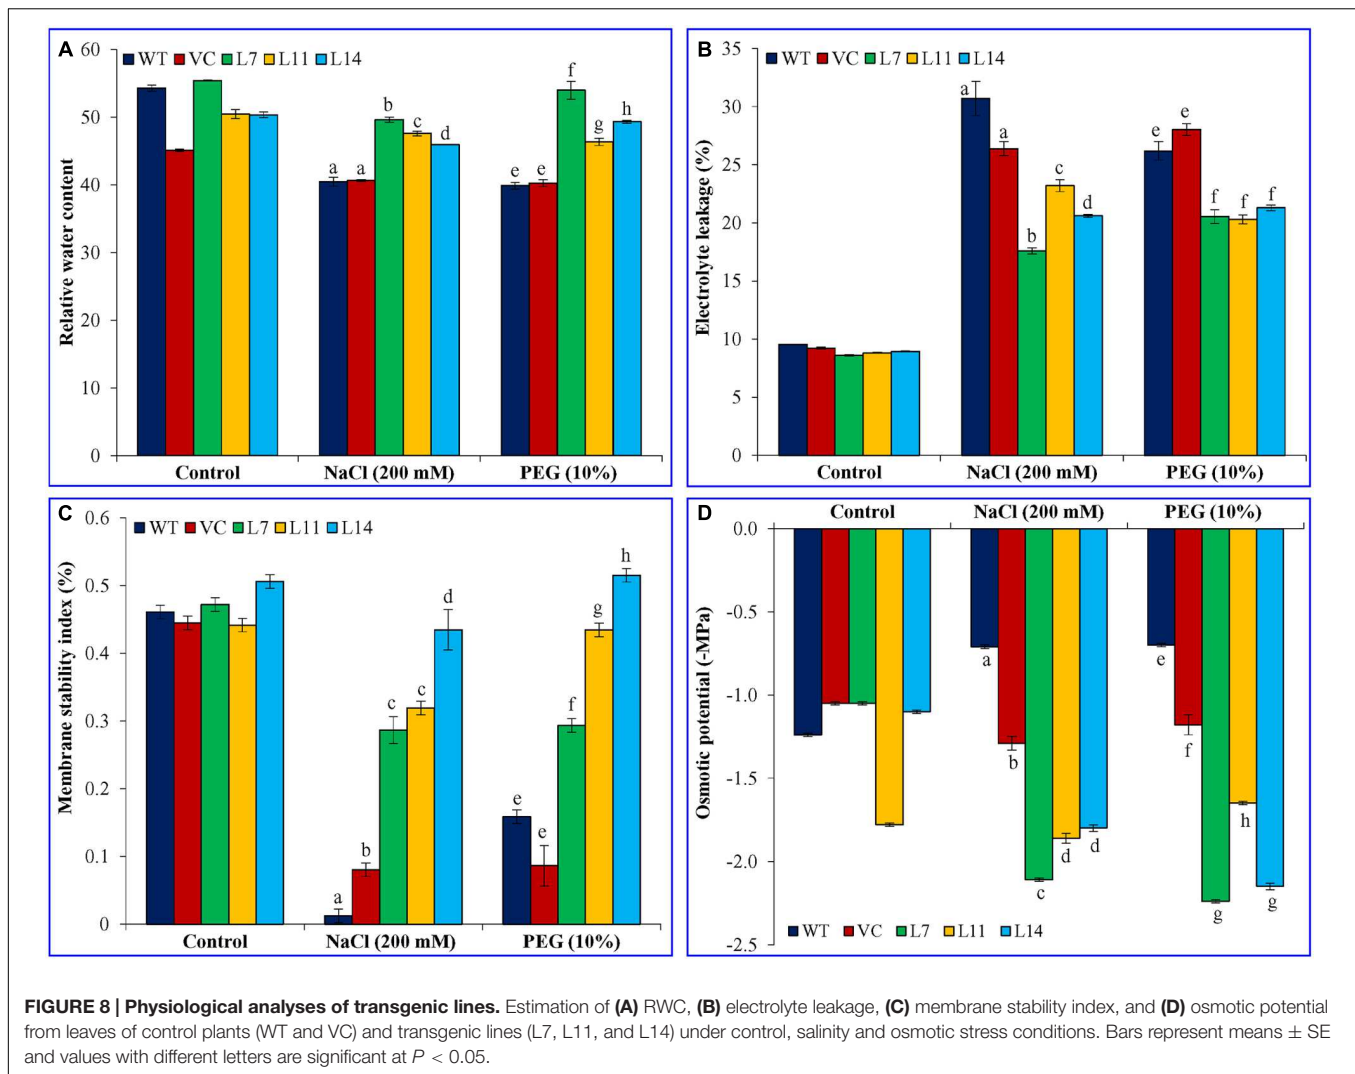 A
60
50
40
30
20
10
0
Relative water content
WT VC L7 L11 L14
a a b c d
e e f g h
Control NaCl (200 mM) PEG (10%)
B
35
30
25
20
15
10
5
0
Electrolyte leakage (%)
WT VC L7 L11 L14
a a b c d
e e f f f
Control NaCl (200 mM) PEG (10%)
C
0.6
0.5
0.4
0.3
0.2
0.1
0
Membrane stability index (%)
WT VC L7 L11 L14
a b c c d
e e f g h
Control NaCl (200 mM) PEG (10%)
D
Control NaCl (200 mM) PEG (10%)
0.0
-0.5
-1.0
-1.5
-2.0
-2.5
Osmotic potential (-MPa)
a b c d d
e f g h g
WT VC L7 L11 L14
FIGURE 8 | Physiological analyses of transgenic lines. Estimation of (A) RWC, (B) electrolyte leakage, (C) membrane stability index, and (D) osmotic potential
from leaves of control plants (WT and VC) and transgenic lines (L7, L11, and L14) under control, salinity and osmotic stress conditions. Bars represent means ± SE
and values with different letters are significant at P < 0.05.